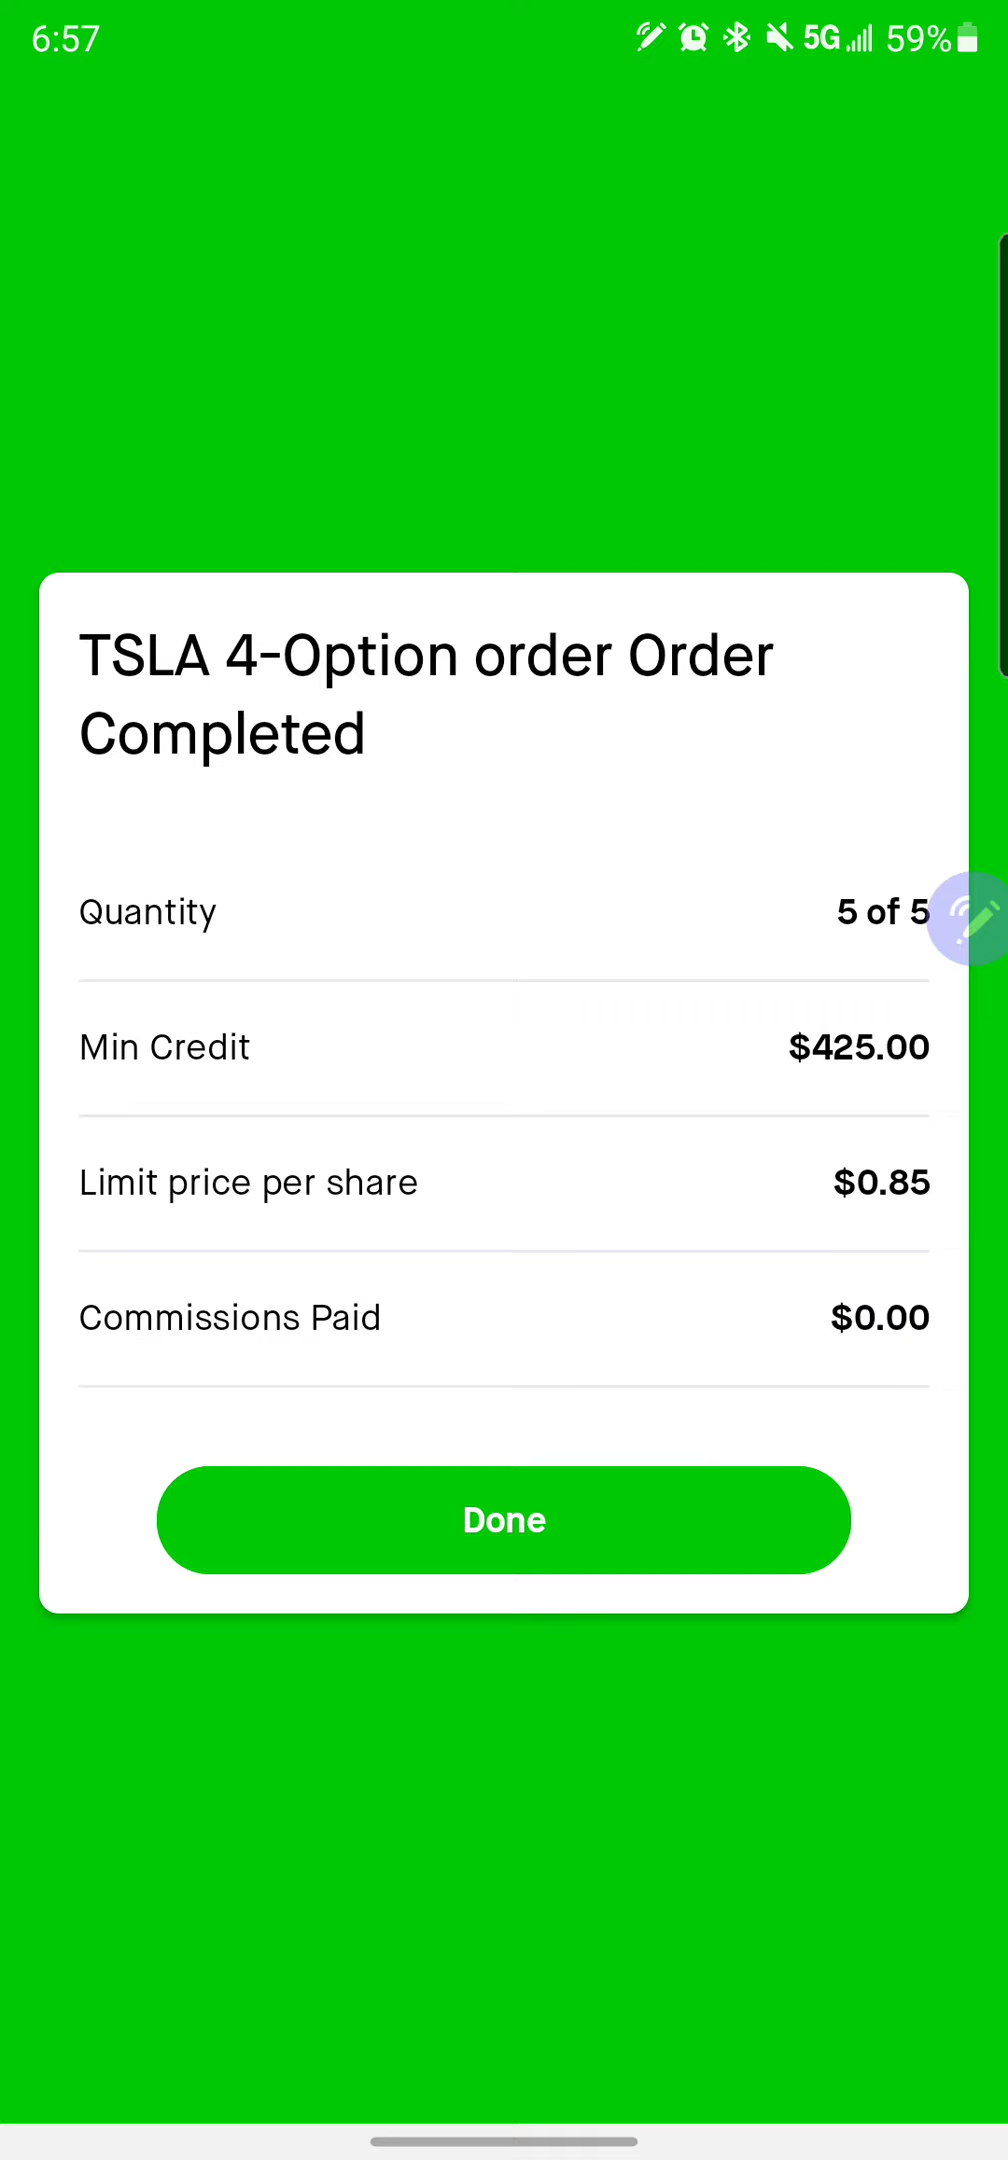 6:57
5G 59%
TSLA 4-Option order Order
Completed
Quantity 5 of 5
Min Credit $425.00
Limit price per share $0.85
Commissions Paid $0.00
Done